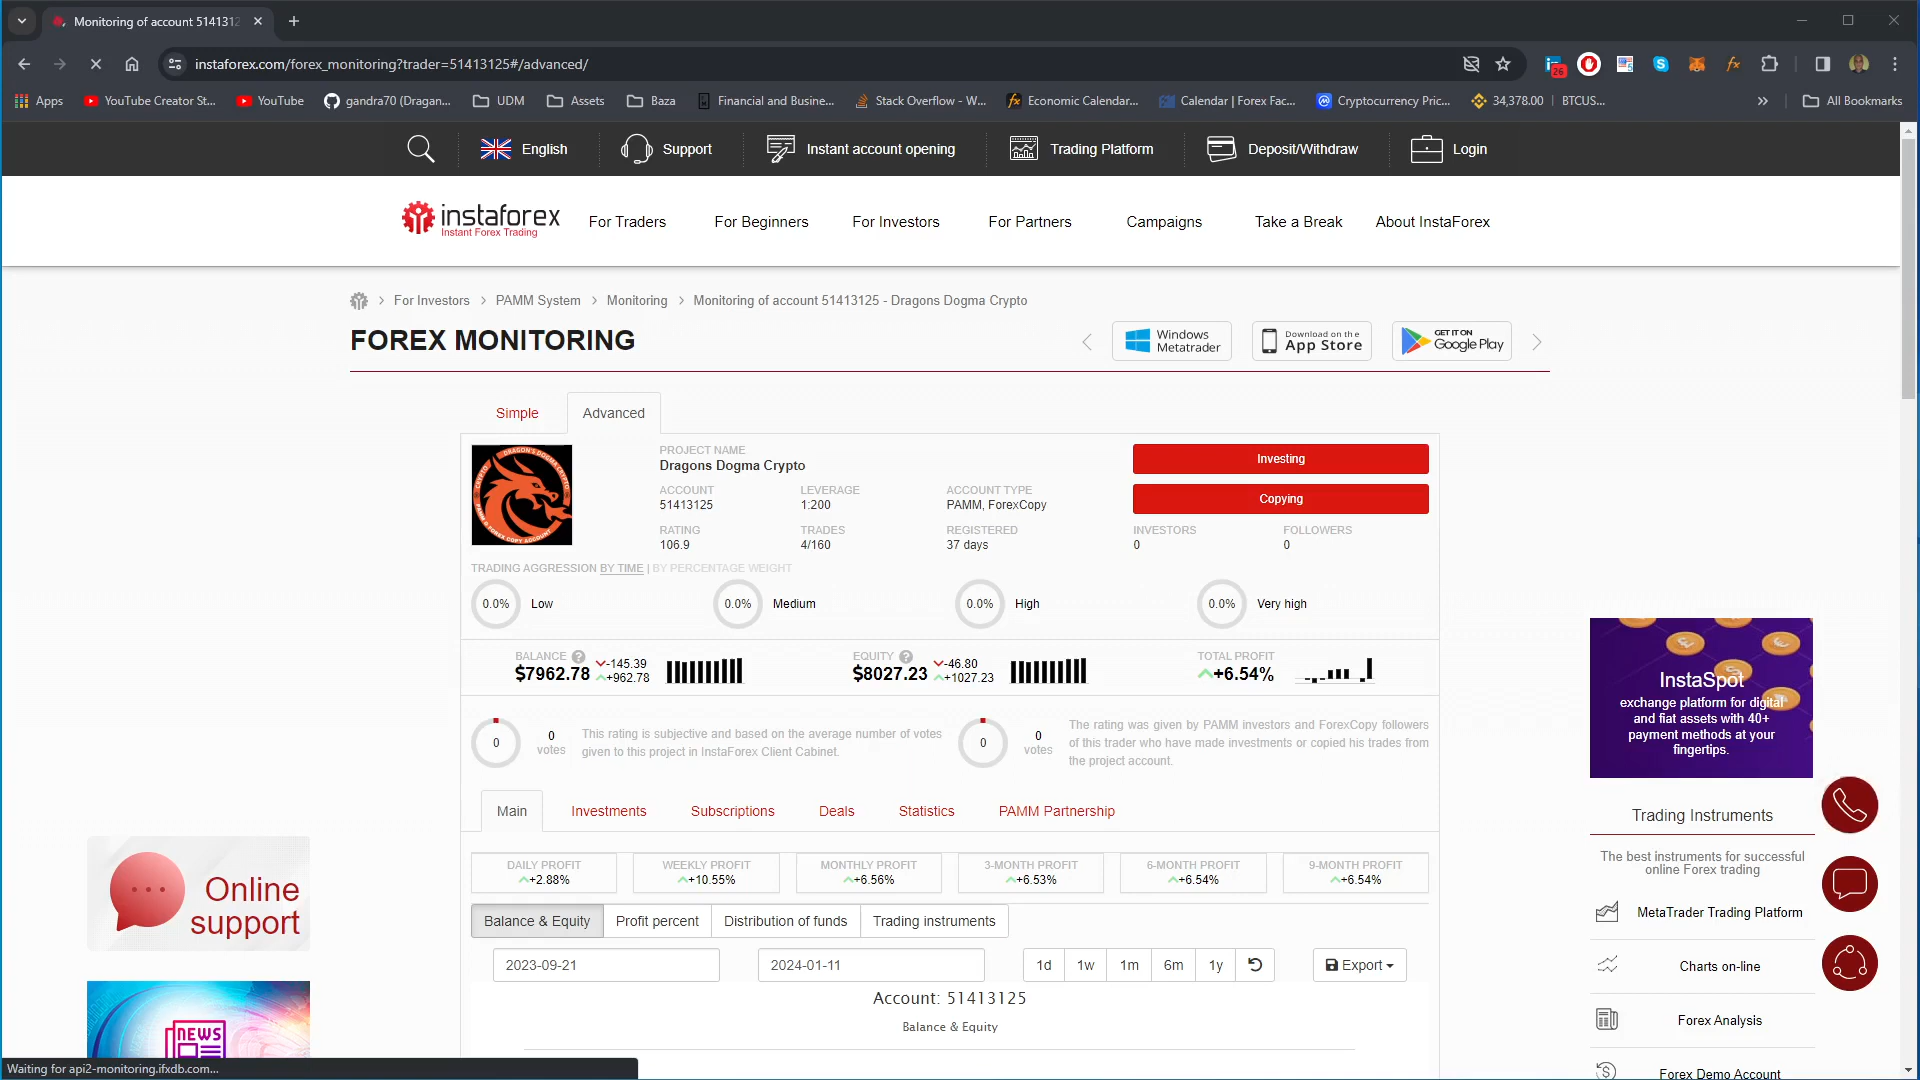 Monitoring of account 5141312
instaforex.com/forex_monitoring?trader=51413125#/advanced/
26
Apps
YouTube Creator St...
YouTube
gandra70 (Dragan...
UDM
Assets
Baza
Financial and Busine...
Stack Overflow - W...
Economic Calendar...
Calendar | Forex Fac...
Cryptocurrency Pric...
34,378.00 | BTCUS...
All Bookmarks
English
Support
Instant account opening
Trading Platform
Deposit/Withdraw
Login
instaforex
Instant Forex Trading
For Traders
For Beginners
For Investors
For Partners
Campaigns
Take a Break
About InstaForex
For Investors > PAMM System > Monitoring > Monitoring of account 51413125 - Dragons Dogma Crypto
FOREX MONITORING
Windows
Metatrader
Download on the
App Store
GET IT ON
Google Play
Simple
Advanced
DRAGON'S DOGMA CRYPTO
PROJECT NAME
Dragons Dogma Crypto
Investing
ACCOUNT
51413125
LEVERAGE
1:200
ACCOUNT TYPE
PAMM, ForexCopy
Copying
RATING
106.9
TRADES
4/160
REGISTERED
37 days
INVESTORS
0
FOLLOWERS
0
TRADING AGGRESSION BY TIME | BY PERCENTAGE WEIGHT
0.0% Low
0.0% Medium
0.0% High
0.0% Very high
BALANCE ?
$7962.78
-145.39
+962.78
EQUITY ?
$8027.23
-46.80
+1027.23
TOTAL PROFIT
+6.54%
0
0
votes
This rating is subjective and based on the average number of votes
given to this project in InstaForex Client Cabinet.
0
0
votes
The rating was given by PAMM investors and ForexCopy followers
of this trader who have made investments or copied his trades from
the project account.
Main
Investments
Subscriptions
Deals
Statistics
PAMM Partnership
DAILY PROFIT
+2.88%
WEEKLY PROFIT
+10.55%
MONTHLY PROFIT
+6.56%
3-MONTH PROFIT
+6.53%
6-MONTH PROFIT
+6.54%
9-MONTH PROFIT
+6.54%
Balance & Equity
Profit percent
Distribution of funds
Trading instruments
2023-09-21
2024-01-11
1d
1w
1m
6m
1y
Export
Account: 51413125
Balance & Equity
InstaSpot
exchange platform for digital
and fiat assets with 40+
payment methods at your
fingertips.
Trading Instruments
The best instruments for successful
online Forex trading
MetaTrader Trading Platform
Charts on-line
Forex Analysis
Forex Demo Account
Online
support
NEWS
Waiting for api2-monitoring.ifxdb.com...